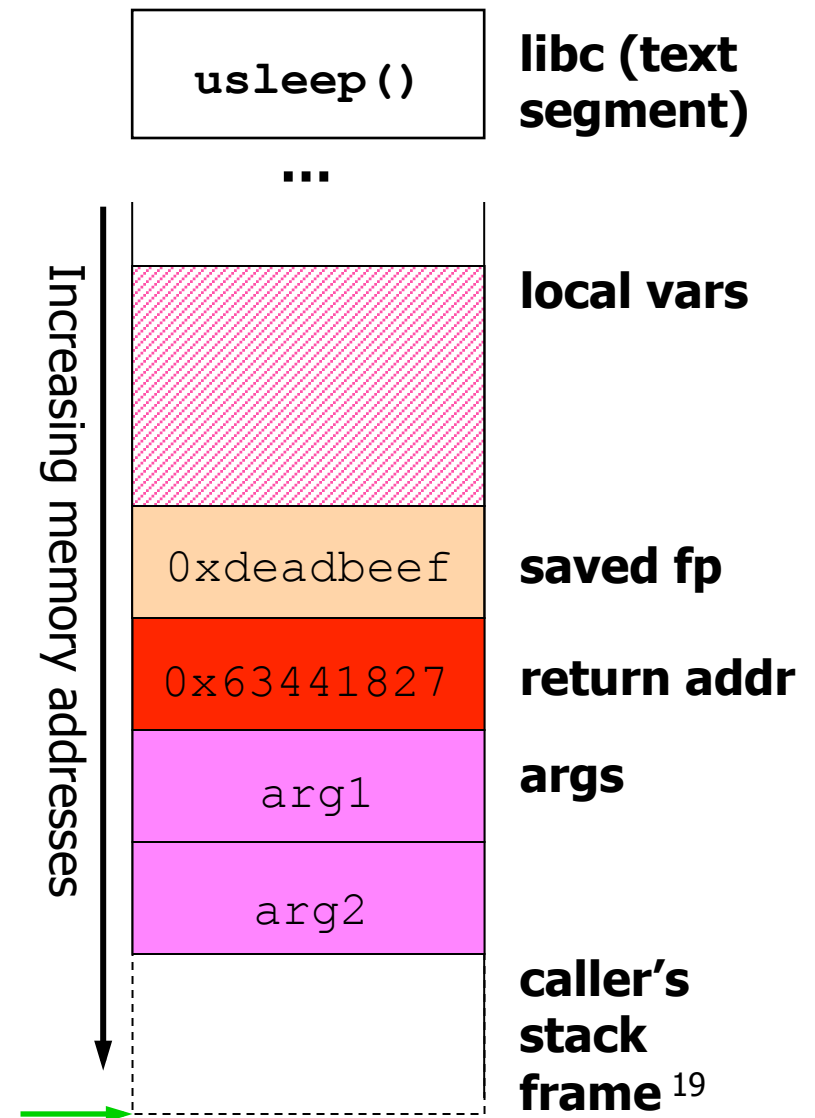 usleep()
libc (text
segment)
...
Increasing memory addresses
local vars
0xdeadbeef
saved fp
0x63441827
return addr
arg1
args
arg2
caller’s
stack
frame 19